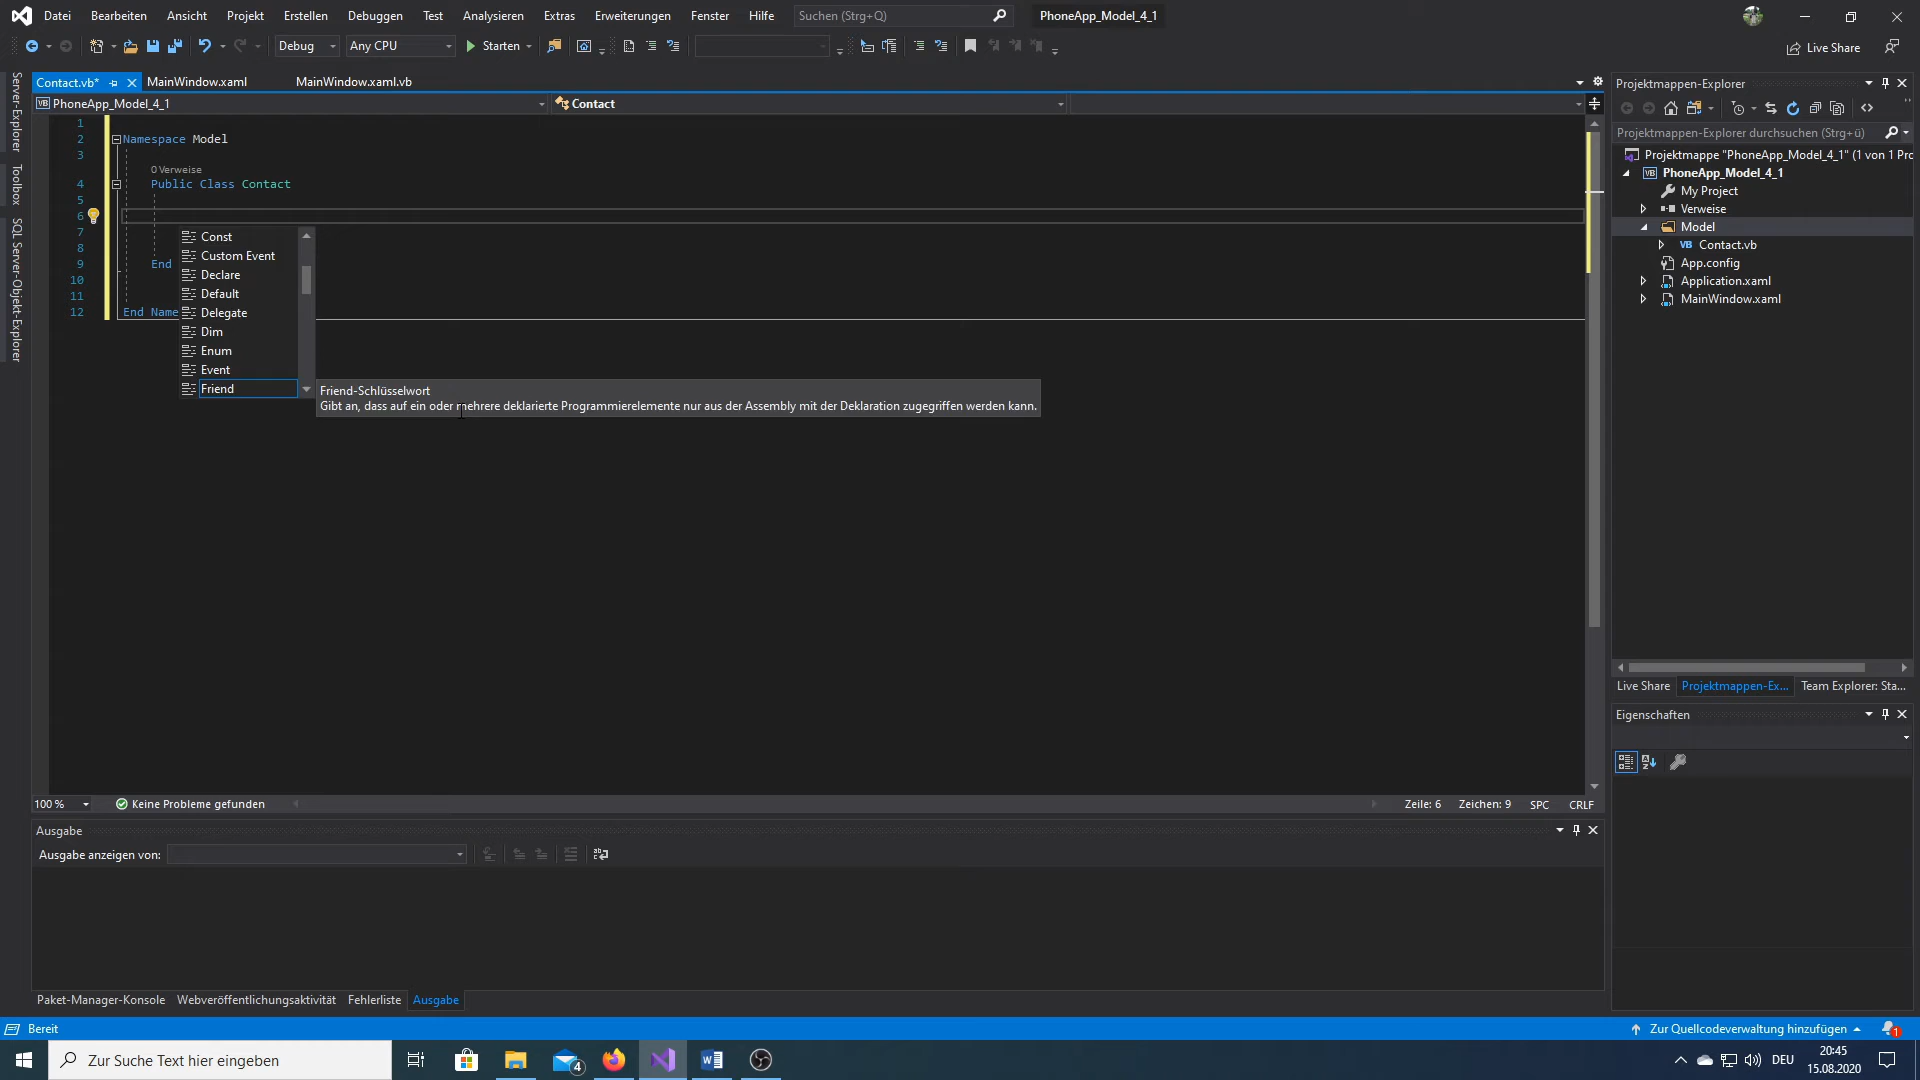 Datei Bearbeiten Ansicht Projekt Erstellen Debuggen Test Analysieren Extras Erweiterungen Fenster Hilfe Suchen (Strg+Q) PhoneApp_Model_4_1
Debug Any CPU Starten Live Share
Contact.vb* MainWindow.xaml MainWindow.xaml.vb
PhoneApp_Model_4_1 Contact
1
2 Namespace Model
3
0 Verweise
4 Public Class Contact
5
6
7
8
9 End
10
11
12 End Name
Const
Custom Event
Declare
Default
Delegate
Dim
Enum
Event
Friend
Friend-Schlüsselwort
Gibt an, dass auf ein oder mehrere deklarierte Programmierelemente nur aus der Assembly mit der Deklaration zugegriffen werden kann.
Server-Explorer
Toolbox
SQL Server-Objekt-Explorer
Projektmappen-Explorer
Projektmappen-Explorer durchsuchen (Strg+ü)
Projektmappe "PhoneApp_Model_4_1" (1 von 1 Pro
PhoneApp_Model_4_1
My Project
Verweise
Model
Contact.vb
App.config
Application.xaml
MainWindow.xaml
Live Share Projektmappen-Ex... Team Explorer: Sta...
Eigenschaften
100 % Keine Probleme gefunden Zeile: 6 Zeichen: 9 SPC CRLF
Ausgabe
Ausgabe anzeigen von:
Paket-Manager-Konsole Webveröffentlichungsaktivität Fehlerliste Ausgabe
Bereit Zur Quellcodeverwaltung hinzufügen 1
Zur Suche Text hier eingeben 4 DEU 20:45
15.08.2020